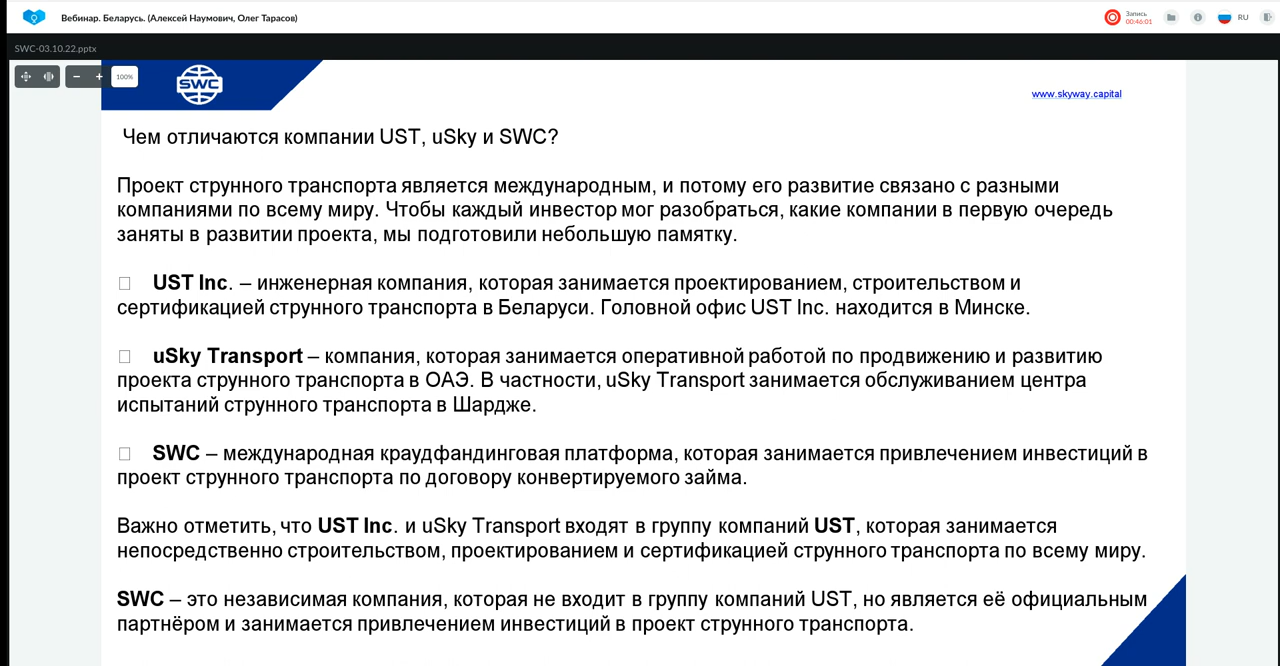 Вебинар. Беларусь. (Алексей Наумович, Олег Тарасов)
Запись
00:46:01
RU
SWC-03.10.22.pptx
100%
SWC
www.skyway.capital
Чем отличаются компании UST, uSky и SWC?
Проект струнного транспорта является международным, и потому его развитие связано с разными
компаниями по всему миру. Чтобы каждый инвестор мог разобраться, какие компании в первую очередь
заняты в развитии проекта, мы подготовили небольшую памятку.
UST Inc. – инженерная компания, которая занимается проектированием, строительством и
сертификацией струнного транспорта в Беларуси. Головной офис UST Inc. находится в Минске.
uSky Transport – компания, которая занимается оперативной работой по продвижению и развитию
проекта струнного транспорта в ОАЭ. В частности, uSky Transport занимается обслуживанием центра
испытаний струнного транспорта в Шардже.
SWC – международная краудфандинговая платформа, которая занимается привлечением инвестиций в
проект струнного транспорта по договору конвертируемого займа.
Важно отметить, что UST Inc. и uSky Transport входят в группу компаний UST, которая занимается
непосредственно строительством, проектированием и сертификацией струнного транспорта по всему миру.
SWC – это независимая компания, которая не входит в группу компаний UST, но является её официальным
партнёром и занимается привлечением инвестиций в проект струнного транспорта.